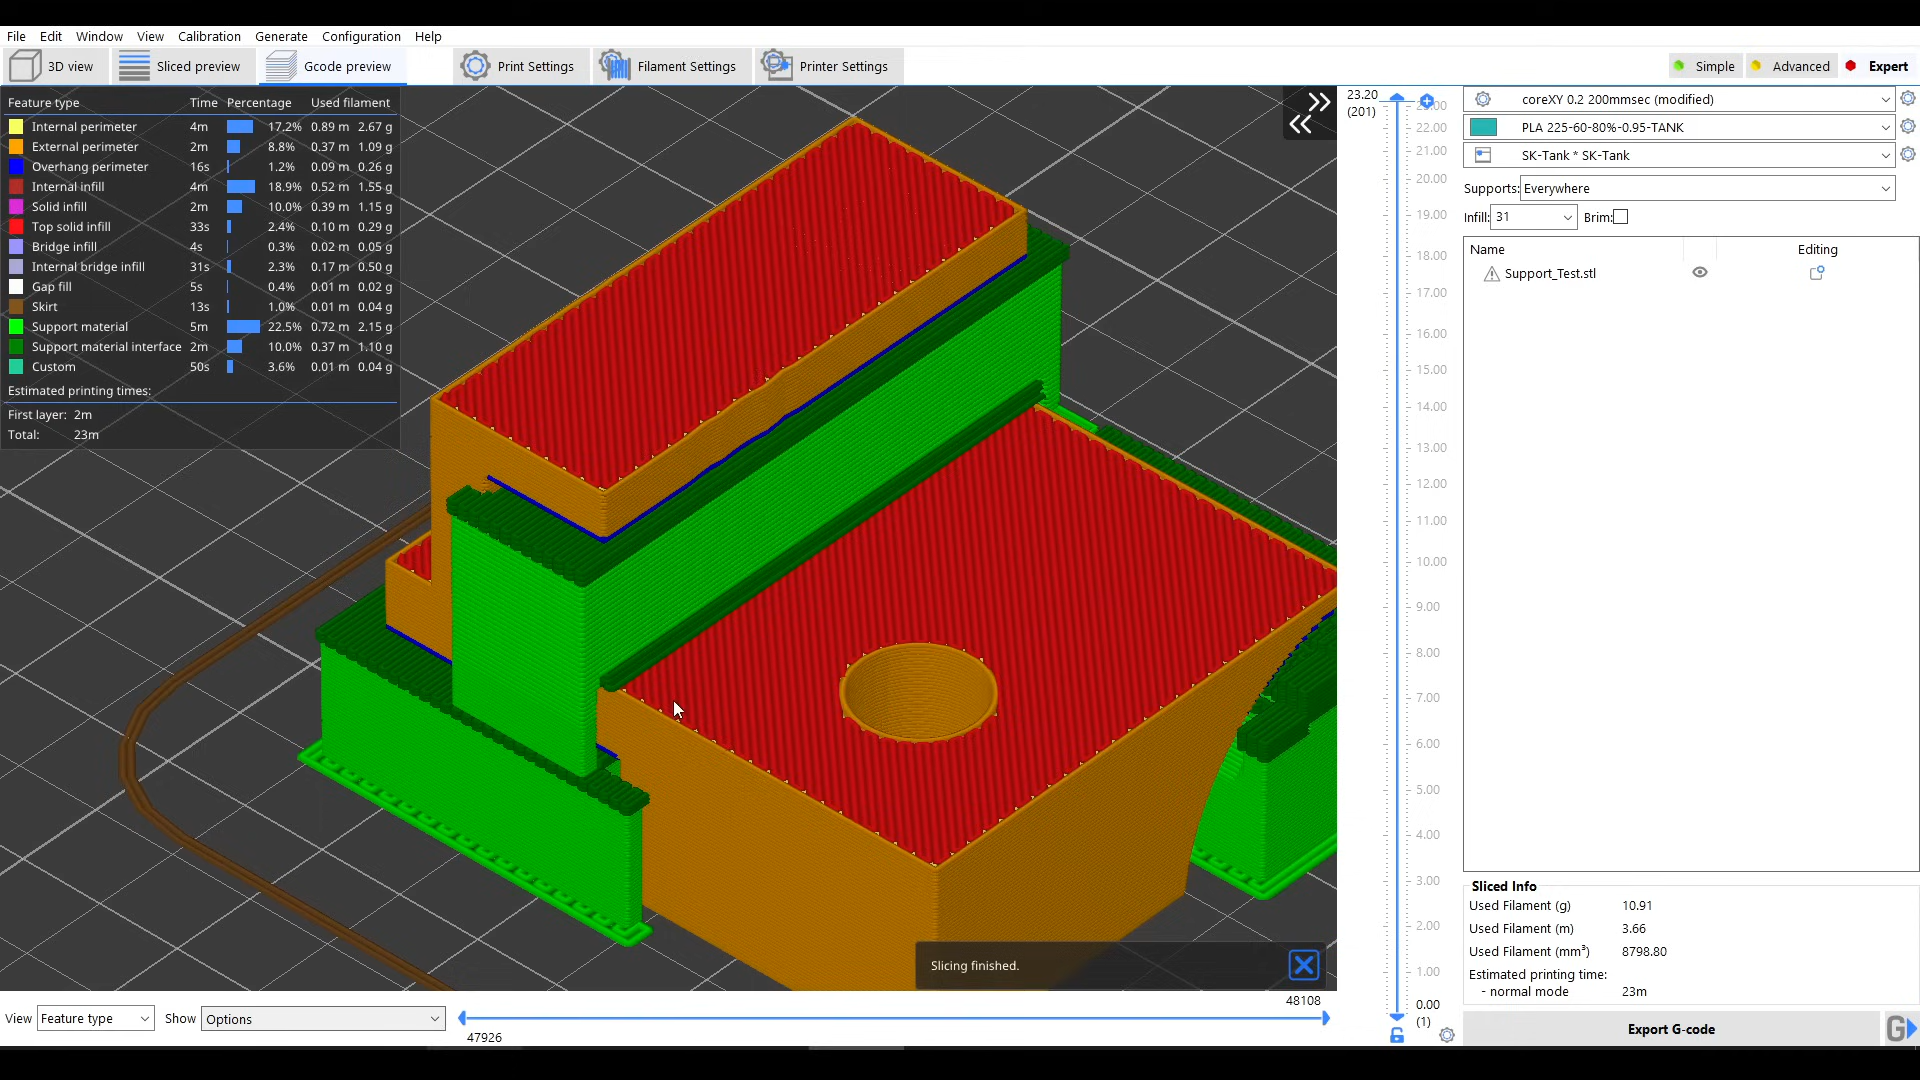 File Edit Window View Calibration Generate Configuration Help
3D view Sliced preview Gcode preview Print Settings Filament Settings Printer Settings Simple Advanced Expert
Feature type Time Percentage Used filament
Internal perimeter 4m 17.2% 0.89 m 2.67 g
External perimeter 2m 8.8% 0.37 m 1.09 g
Overhang perimeter 16s 1.2% 0.09 m 0.26 g
Internal infill 4m 18.9% 0.52 m 1.55 g
Solid infill 2m 10.0% 0.39 m 1.15 g
Top solid infill 33s 2.4% 0.10 m 0.29 g
Bridge infill 4s 0.3% 0.02 m 0.05 g
Internal bridge infill 31s 2.3% 0.17 m 0.50 g
Gap fill 5s 0.4% 0.01 m 0.02 g
Skirt 13s 1.0% 0.01 m 0.04 g
Support material 5m 22.5% 0.72 m 2.15 g
Support material interface 2m 10.0% 0.37 m 1.10 g
Custom 50s 3.6% 0.01 m 0.04 g
Estimated printing times:
First layer: 2m
Total: 23m
23.20
(201)
22.00
21.00
20.00
19.00
18.00
17.00
16.00
15.00
14.00
13.00
12.00
11.00
10.00
9.00
8.00
7.00
6.00
5.00
4.00
3.00
2.00
1.00
0.00
(1)
coreXY 0.2 200mmsec (modified)
PLA 225-60-80%-0.95-TANK
SK-Tank * SK-Tank
Supports: Everywhere
Infill: 31 Brim:
Name Editing
Support_Test.stl
Sliced Info
Used Filament (g) 10.91
Used Filament (m) 3.66
Used Filament (mm³) 8798.80
Estimated printing time:
- normal mode 23m
Export G-code
G
Slicing finished.
48108
View Feature type Show Options
47926